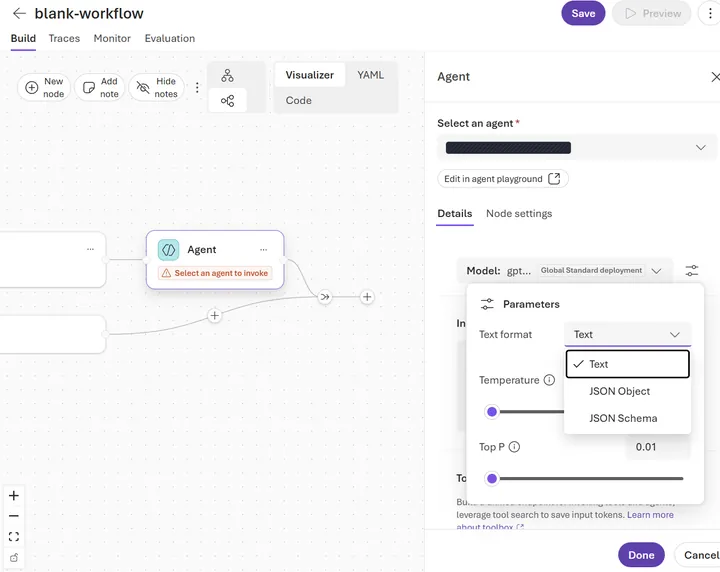 blank-workflow
Save
Preview
Build
Traces
Monitor
Evaluation
New node
Add note
Hide notes
Visualizer
YAML
Code
Agent
Select an agent to invoke
Agent
Select an agent*
Edit in agent playground
Details
Node settings
Model: gpt... Global Standard deployment
Parameters
In
Text format
Text
Text
JSON Object
JSON Schema
Temperature
Top P
0.01
To
leverage tool search to save input tokens. Learn more
about toolbox
Done
Cancel